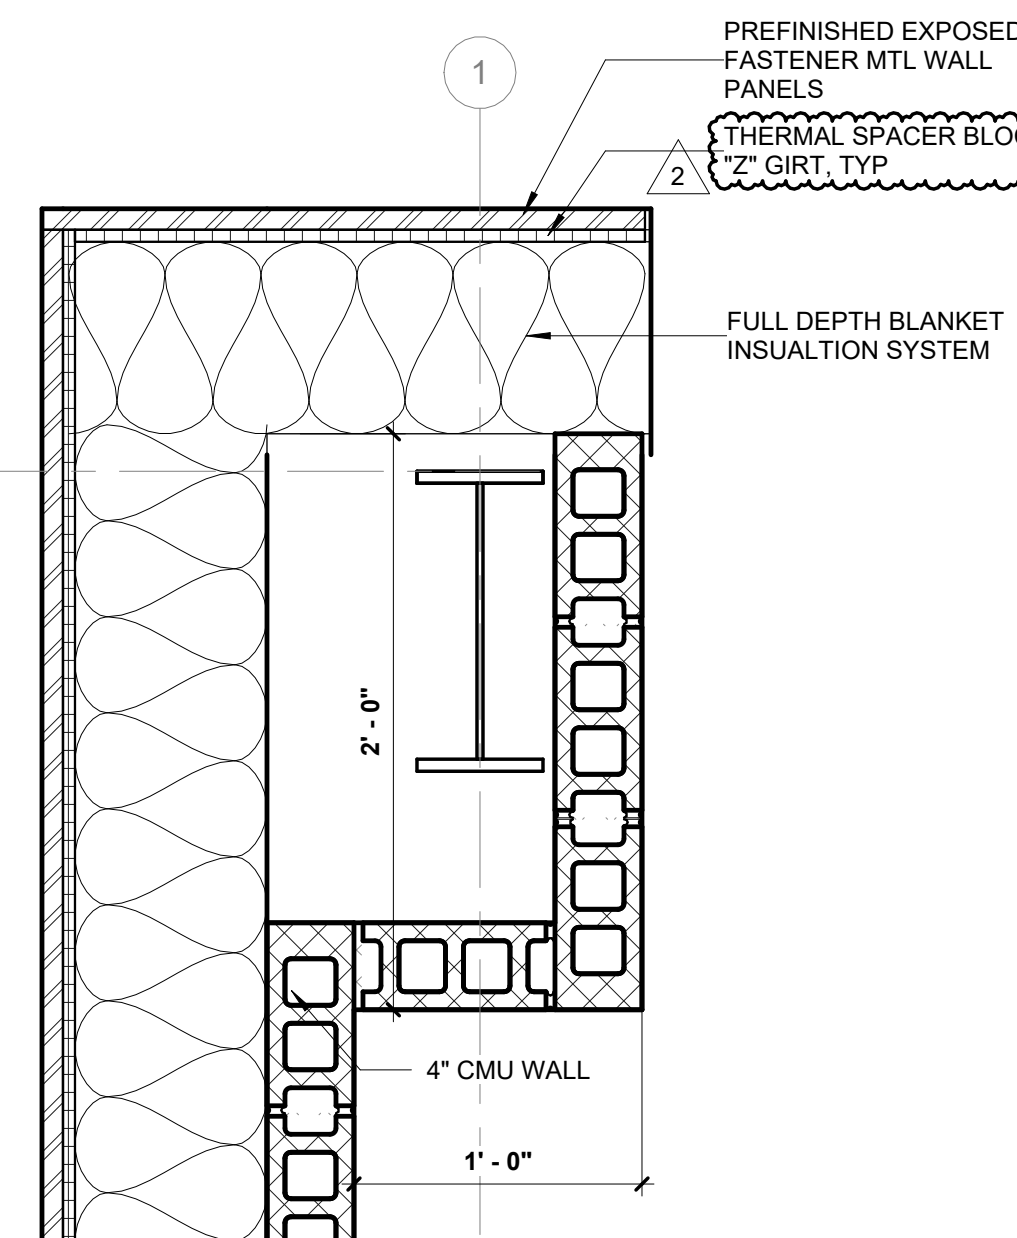 1
PREFINISHED EXPOSED
FASTENER MTL WALL
PANELS
THERMAL SPACER
"Z" GIRT, TYP
2
FULL DEPTH BLANKET
INSUALTION SYSTEM
2' - 0"
4" CMU WALL
1' - 0"